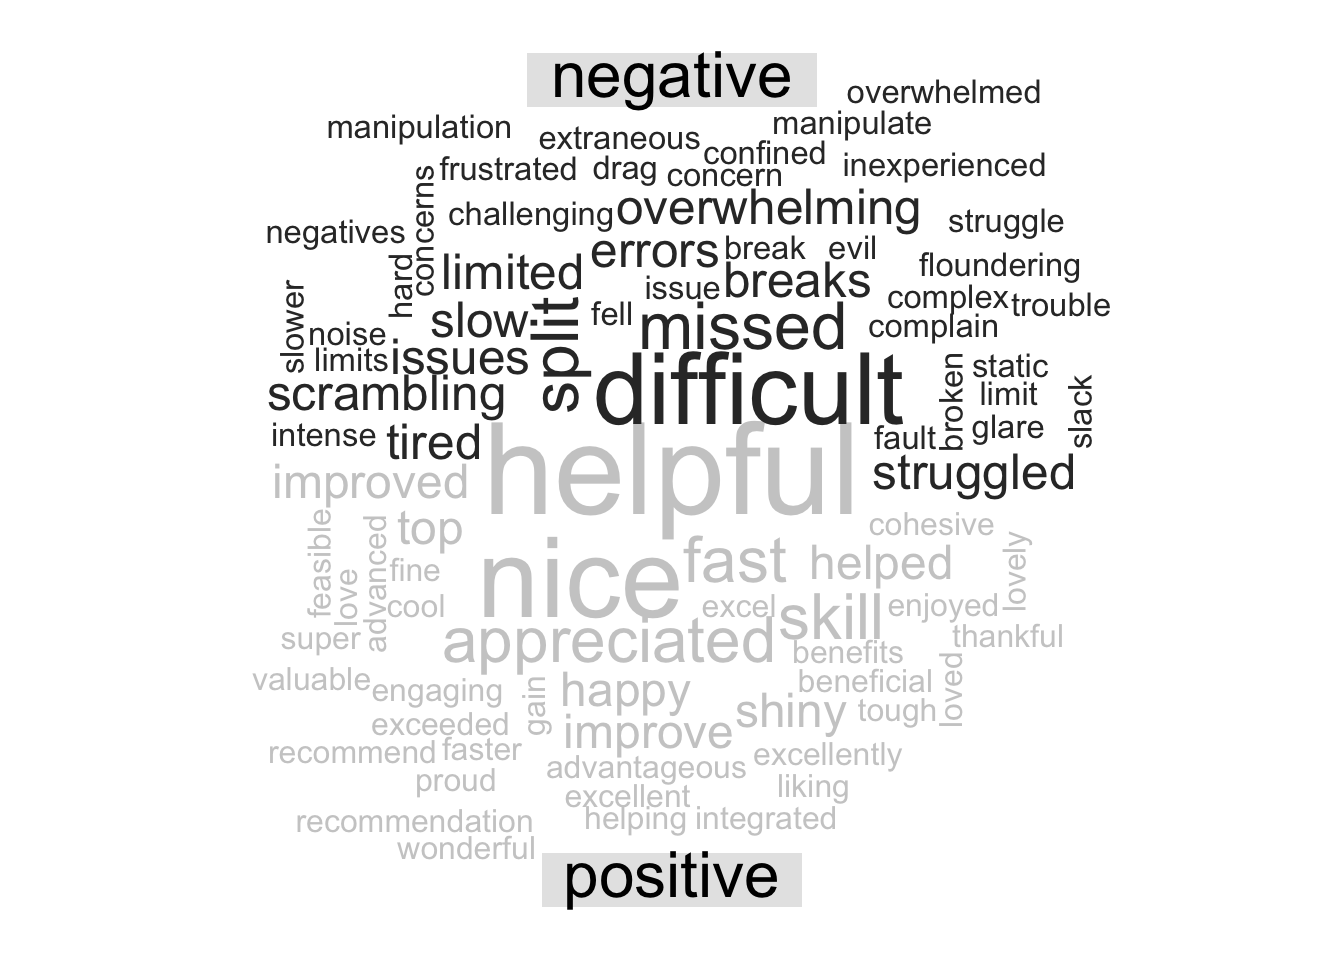 negative
overwhelmed
manipulation
extraneous
manipulate
frustrated
drag
confined
concern
inexperienced
concerns
negatives
challenging
overwhelming
struggle
hard
limited
errors
break
evil
floundering
issue
breaks
complex
trouble
slower
noise
slow
split
fell
missed
complain
limits
issues
scrambling
difficult
broken
static
limit
slack
intense
tired
fault
glare
struggled
helpful
improved
feasible
love
advanced
top
fine
cool
nice
fast
helped
cohesive
lovely
super
appreciated
excel
skill
enjoyed
thankful
benefits
valuable
engaging
gain
happy
beneficial
loved
exceeded
improve
shiny
tough
recommend
faster
proud
advantageous
excellently
excellent
liking
recommendation
helping
integrated
wonderful
positive